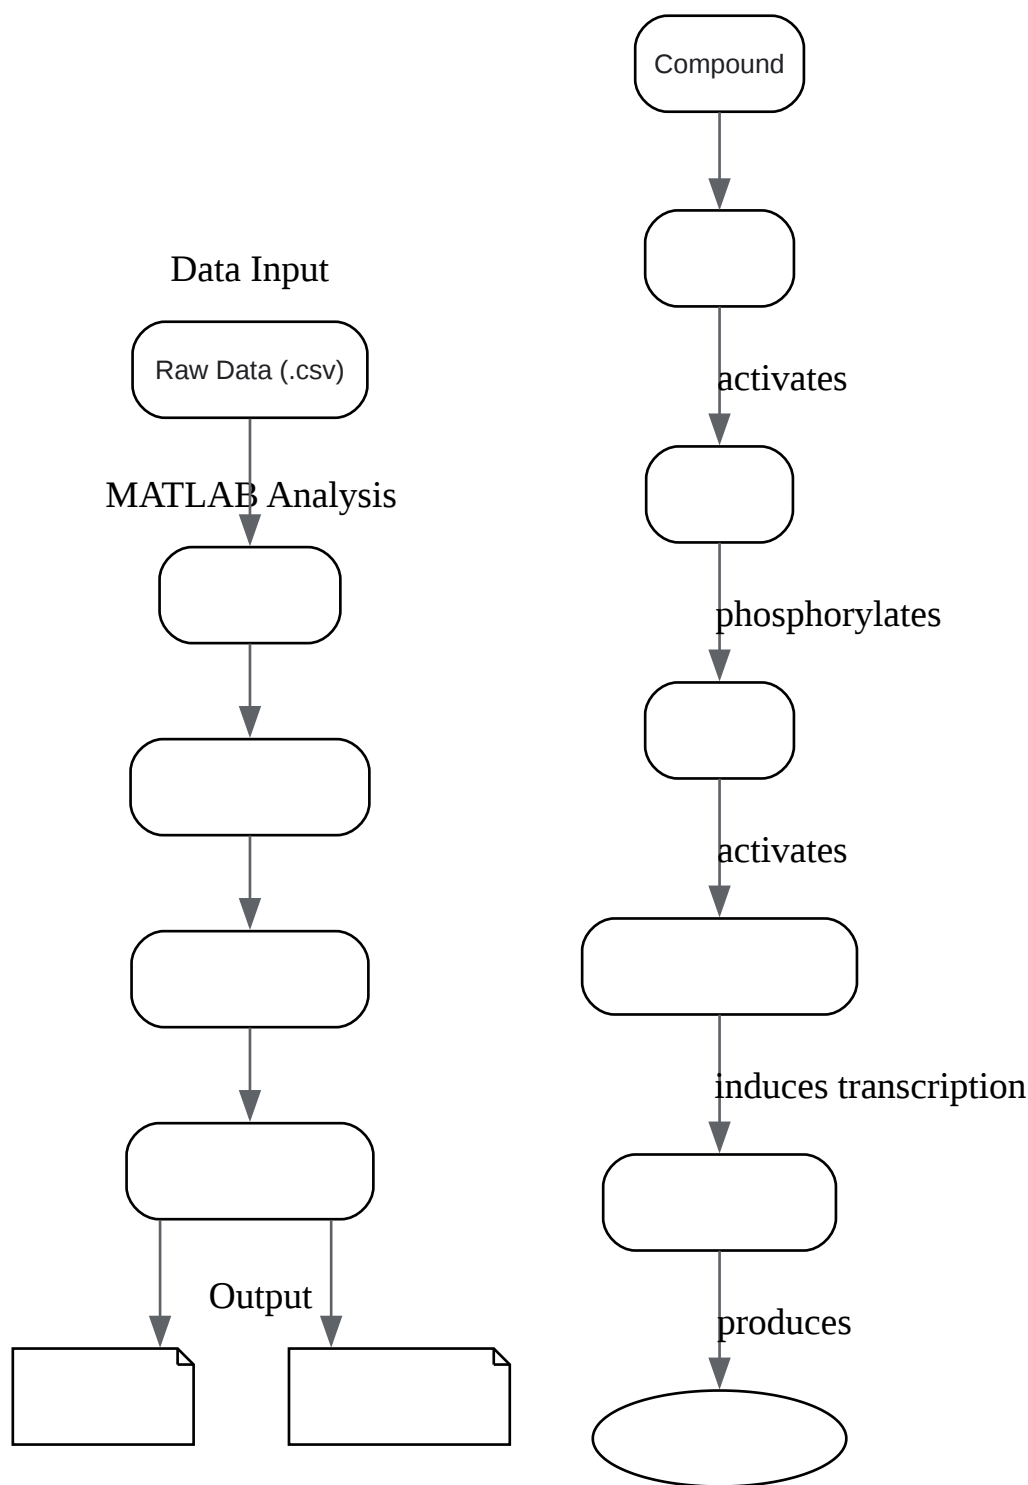 Compound
Data Input
Raw Data (.csv)
activates
MATLAB Analysis
phosphorylates
activates
induces transcription
Output
produces